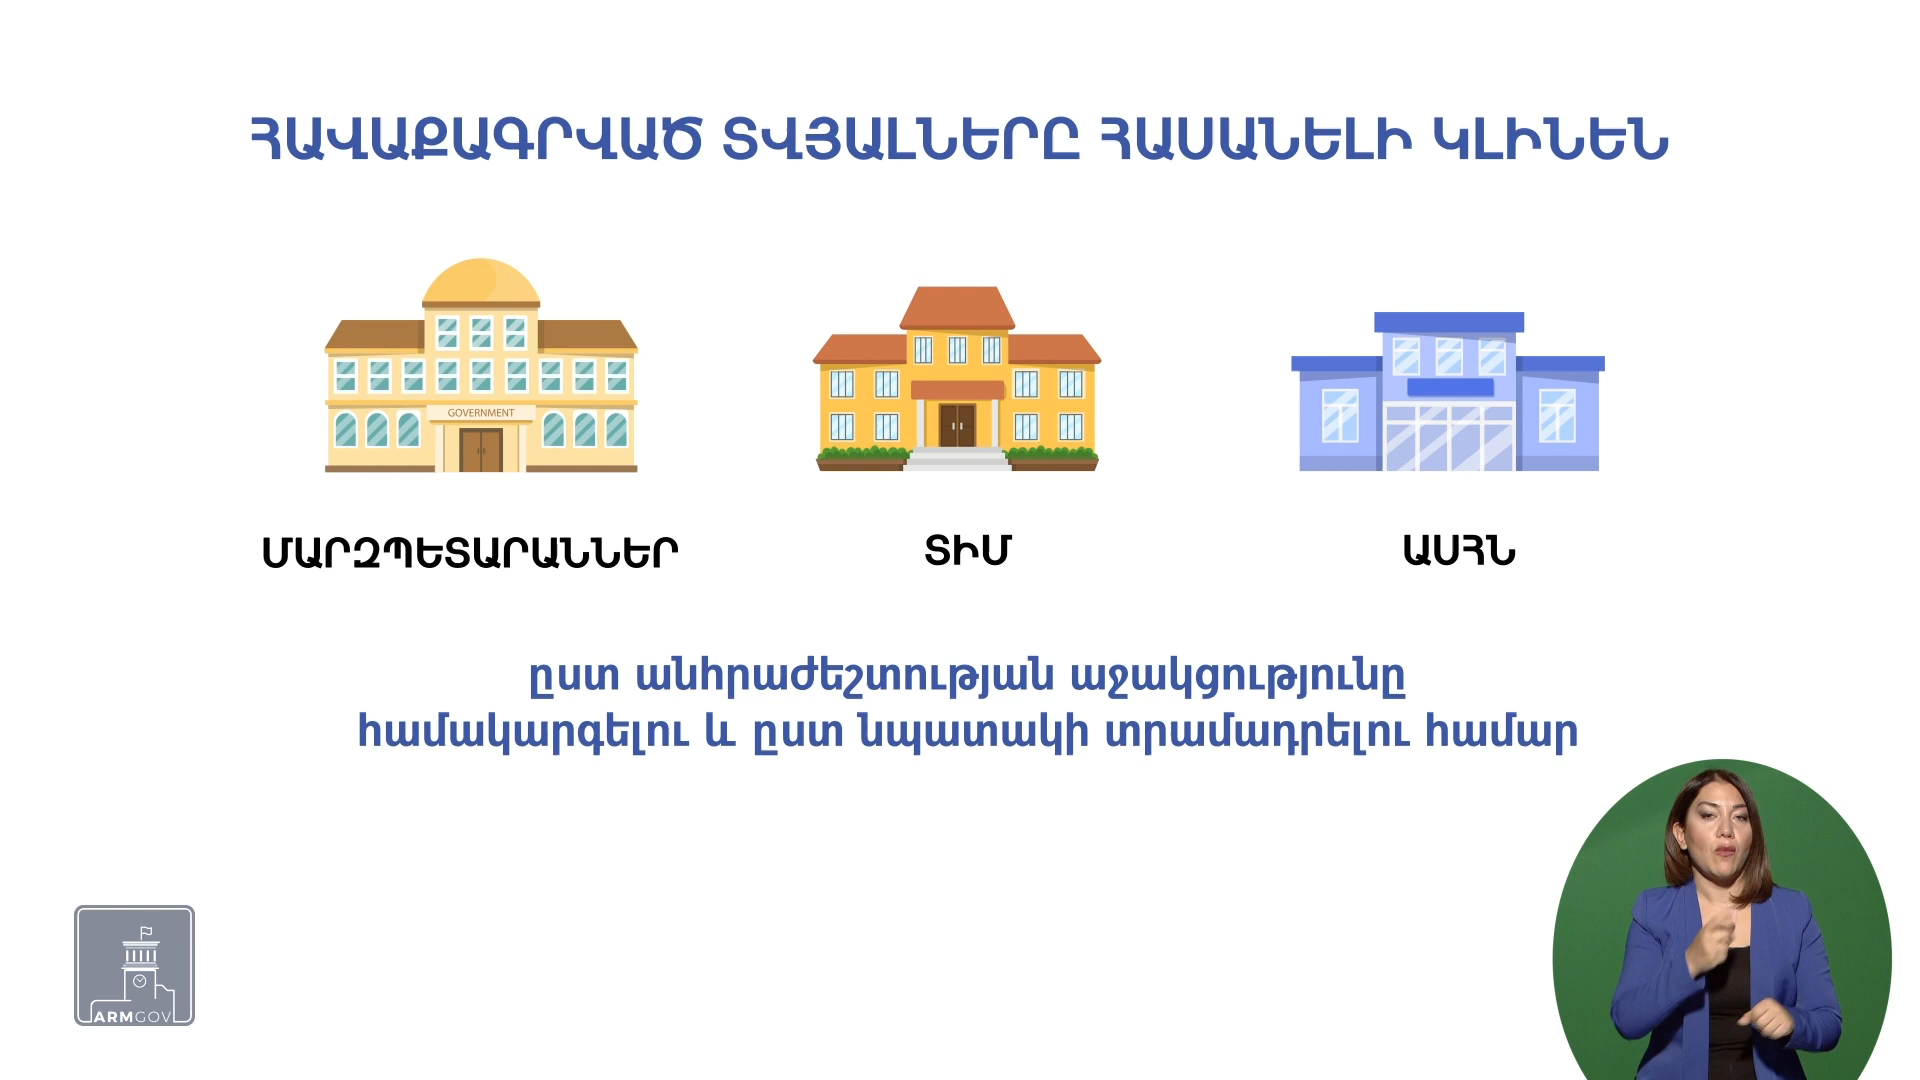 ՀԱՎԱՔԱԳՐՎԱԾ ՏՎՅԱԼՆԵՐԸ ՀԱՍԱՆԵԼԻ ԿԼԻՆԵՆ
GOVERNMENT
ՄԱՐԶՊԵՏԱՐԱՆՆԵՐ
ՏԻՄ
ԱՍՀՆ
ըստ անհրաժեշտության աջակցությունը
համակարգելու և ըստ նպատակի տրամադրելու համար
ARMGOV